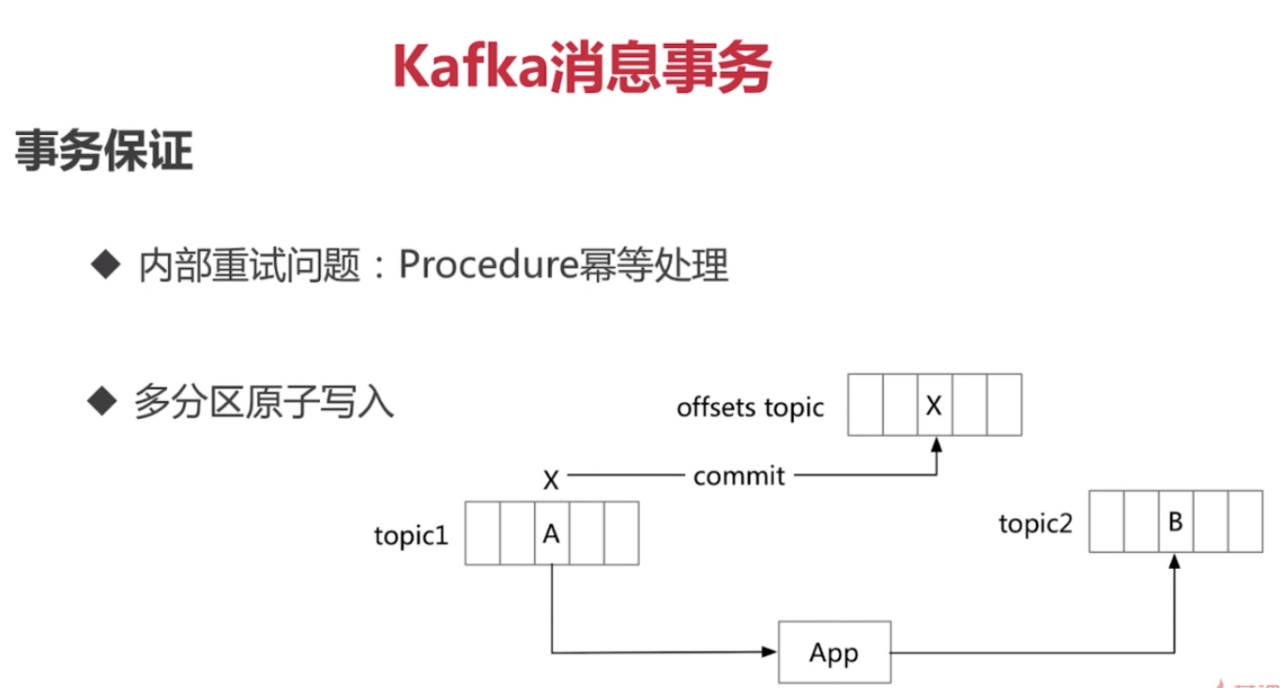 Kafka消息事务
事务保证
◆ 内部重试问题：Procedure幂等处理
◆ 多分区原子写入
offsets topic
X
X
commit
topic1
A
topic2
B
App